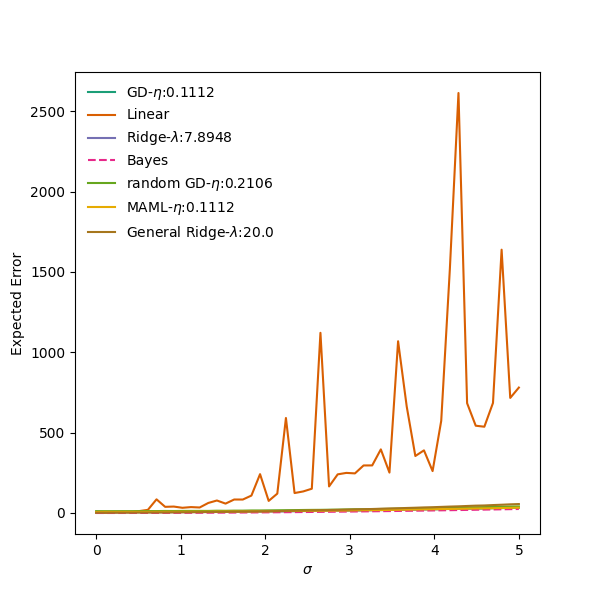 GD-η:0.1112
Linear
Ridge-λ:7.8948
Bayes
random GD-η:0.2106
MAML-η:0.1112
General Ridge-λ:20.0
Expected Error
2500
2000
1500
1000
500
0
0 1 2 3 4 5
σ